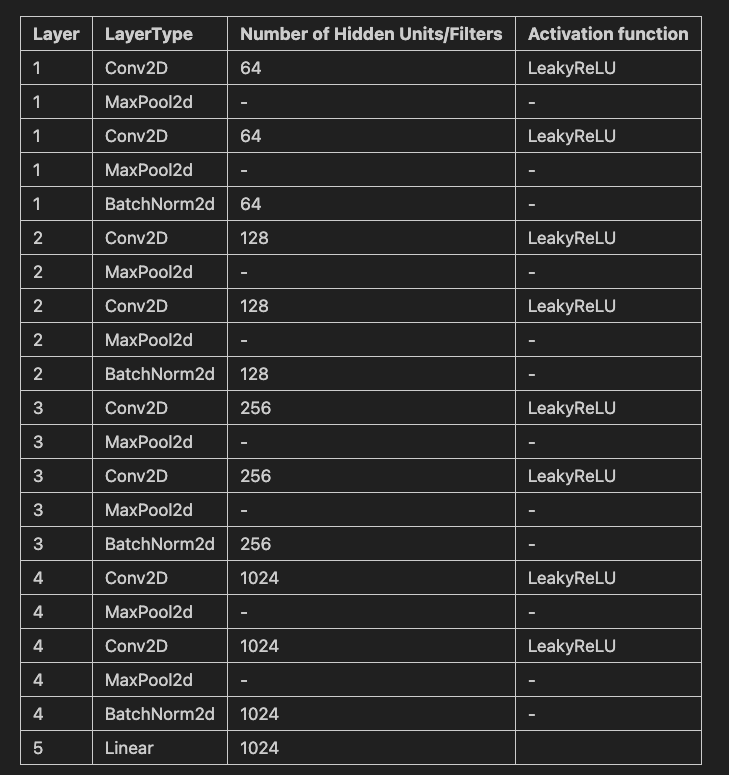 Layer LayerType Number of Hidden Units/Filters Activation function
1 Conv2D 64 LeakyReLU
1 MaxPool2d - -
1 Conv2D 64 LeakyReLU
1 MaxPool2d - -
1 BatchNorm2d 64 -
2 Conv2D 128 LeakyReLU
2 MaxPool2d - -
2 Conv2D 128 LeakyReLU
2 MaxPool2d - -
2 BatchNorm2d 128 -
3 Conv2D 256 LeakyReLU
3 MaxPool2d - -
3 Conv2D 256 LeakyReLU
3 MaxPool2d - -
3 BatchNorm2d 256 -
4 Conv2D 1024 LeakyReLU
4 MaxPool2d - -
4 Conv2D 1024 LeakyReLU
4 MaxPool2d - -
4 BatchNorm2d 1024 -
5 Linear 1024